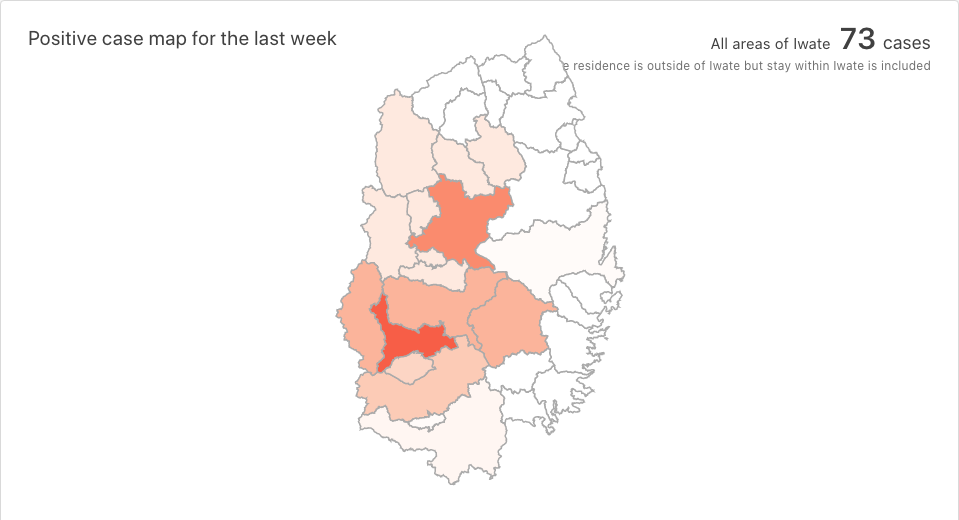 Positive case map for the last week
All areas of Iwate 73 cases
e residence is outside of Iwate but stay within Iwate is included